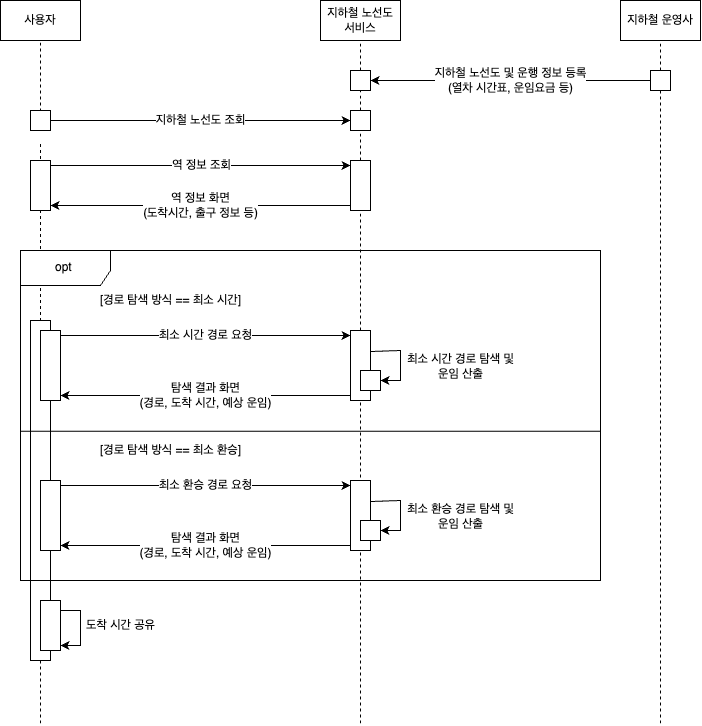 사용자
지하철 노선도
서비스
지하철 운영사
지하철 노선도 및 운행 정보 등록
(열차 시간표, 운임요금 등)
지하철 노선도 조회
역 정보 조회
역 정보 화면
(도착시간, 출구 정보 등)
opt
[경로 탐색 방식 == 최소 시간]
최소 시간 경로 요청
최소 시간 경로 탐색 및
운임 산출
탐색 결과 화면
(경로, 도착 시간, 예상 운임)
[경로 탐색 방식 == 최소 환승]
최소 환승 경로 요청
최소 환승 경로 탐색 및
운임 산출
탐색 결과 화면
(경로, 도착 시간, 예상 운임)
도착 시간 공유